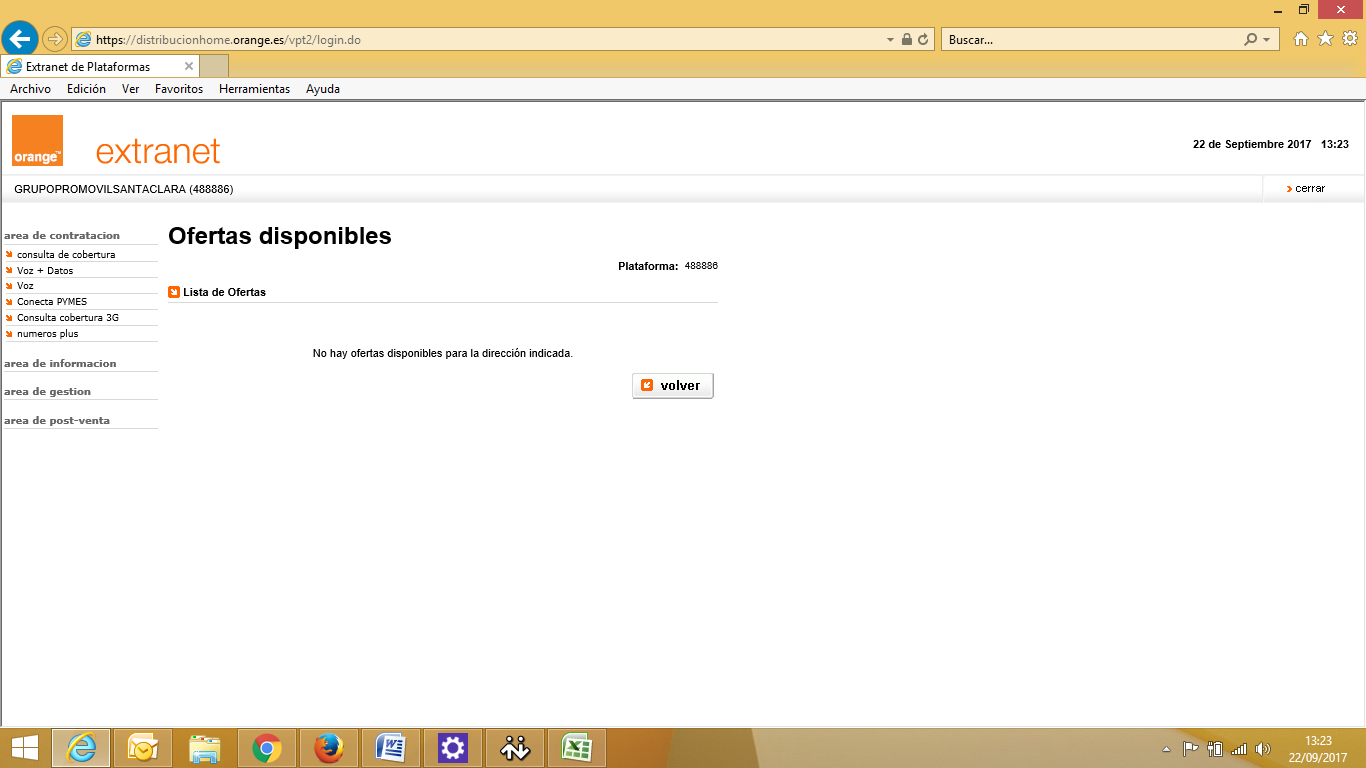 https://distribucionhome.orange.es/vpt2/login.do
Buscar...
Extranet de Plataformas
Archivo Edición Ver Favoritos Herramientas Ayuda
orange™
extranet
22 de Septiembre 2017 13:23
GRUPOPROMOVILSANTACLARA (488886)
cerrar
area de contratacion
consulta de cobertura
Voz + Datos
Voz
Conecta PYMES
Consulta cobertura 3G
numeros plus
area de informacion
area de gestion
area de post-venta
Ofertas disponibles
Plataforma: 488886
Lista de Ofertas
No hay ofertas disponibles para la dirección indicada.
volver
13:23
22/09/2017